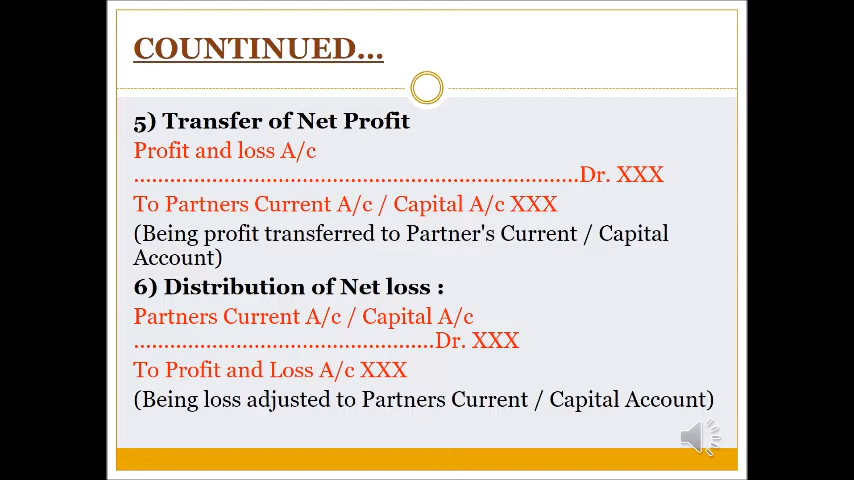 COUNTINUED...
5) Transfer of Net Profit
Profit and loss A/c
..........................................................................Dr. XXX
To Partners Current A/c / Capital A/c XXX
(Being profit transferred to Partner's Current / Capital
Account)
6) Distribution of Net loss :
Partners Current A/c / Capital A/c
..................................................Dr. XXX
To Profit and Loss A/c XXX
(Being loss adjusted to Partners Current / Capital Account)